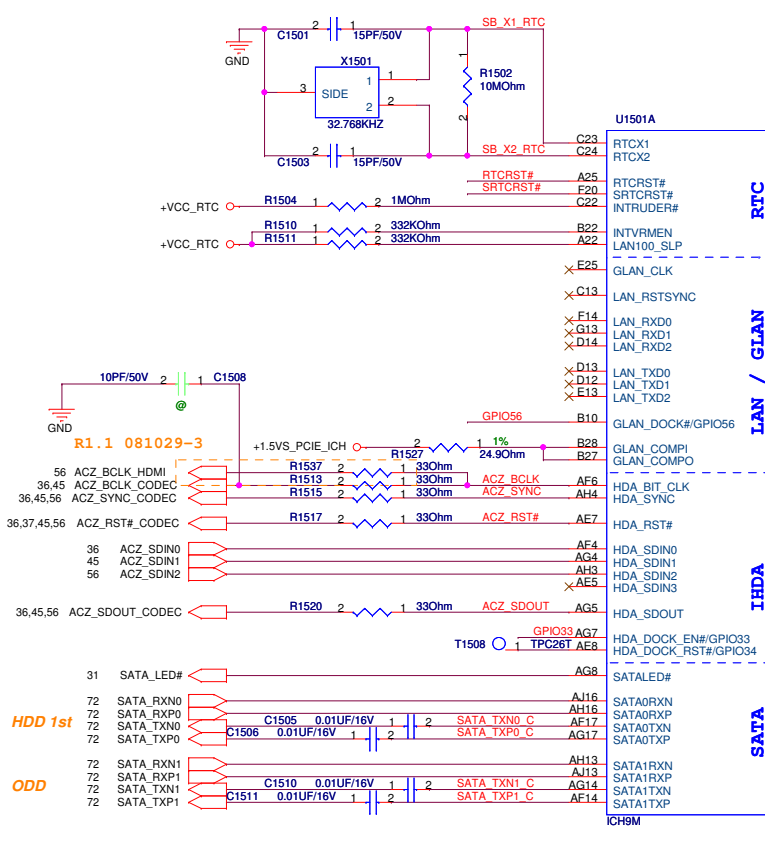 C1501 2 1 15PF/50V SB_X1_RTC
GND
X1501
1 1
3 SIDE
2 2
32.768KHZ
1 R1502 10MOhm 2
C1503 2 1 15PF/50V SB_X2_RTC
U1501A
C23 RTCX1
C24 RTCX2
RTCRST# A25 RTCRST#
SRTCRST# F20 SRTCRST#
+VCC_RTC R1504 1 2 1MOhm C22 INTRUDER#
R1510 1 2 332KOhm B22 INTVRMEN
+VCC_RTC R1511 1 2 332KOhm A22 LAN100_SLP
RTC
E25 GLAN_CLK
C13 LAN_RSTSYNC
F14 LAN_RXD0
G13 LAN_RXD1
D14 LAN_RXD2
D13 LAN_TXD0
D12 LAN_TXD1
E13 LAN_TXD2
LAN / GLAN
10PF/50V 2 1 C1508
@
GND
GPIO56 B10 GLAN_DOCK#/GPIO56
R1.1 081029-3
+1.5VS_PCIE_ICH 2 1 1% B28 GLAN_COMPI
R1527 24.9Ohm B27 GLAN_COMPO
56 ACZ_BCLK_HDMI R1537 2 1 33Ohm
36,45 ACZ_BCLK_CODEC R1513 2 1 33Ohm ACZ_BCLK AF6 HDA_BIT_CLK
36,45,56 ACZ_SYNC_CODEC R1515 2 1 33Ohm ACZ_SYNC AH4 HDA_SYNC
36,37,45,56 ACZ_RST#_CODEC R1517 2 1 33Ohm ACZ_RST# AE7 HDA_RST#
36 ACZ_SDIN0 AF4 HDA_SDIN0
45 ACZ_SDIN1 AG4 HDA_SDIN1
56 ACZ_SDIN2 AH3 HDA_SDIN2
AE5 HDA_SDIN3
IHDA
36,45,56 ACZ_SDOUT_CODEC R1520 2 1 33Ohm ACZ_SDOUT AG5 HDA_SDOUT
GPIO33 AG7 HDA_DOCK_EN#/GPIO33
T1508 1 TPC26T AE8 HDA_DOCK_RST#/GPIO34
31 SATA_LED# AG8 SATALED#
HDD 1st
72 SATA_RXN0 AJ16 SATA0RXN
72 SATA_RXP0 AH16 SATA0RXP
72 SATA_TXN0 C1505 0.01UF/16V 1 2 SATA_TXN0_C AF17 SATA0TXN
72 SATA_TXP0 C1506 0.01UF/16V 1 2 SATA_TXP0_C AG17 SATA0TXP
SATA
ODD
72 SATA_RXN1 AH13 SATA1RXN
72 SATA_RXP1 AJ13 SATA1RXP
72 SATA_TXN1 C1510 0.01UF/16V 1 2 SATA_TXN1_C AG14 SATA1TXN
72 SATA_TXP1 C1511 0.01UF/16V 1 2 SATA_TXP1_C AF14 SATA1TXP
ICH9M